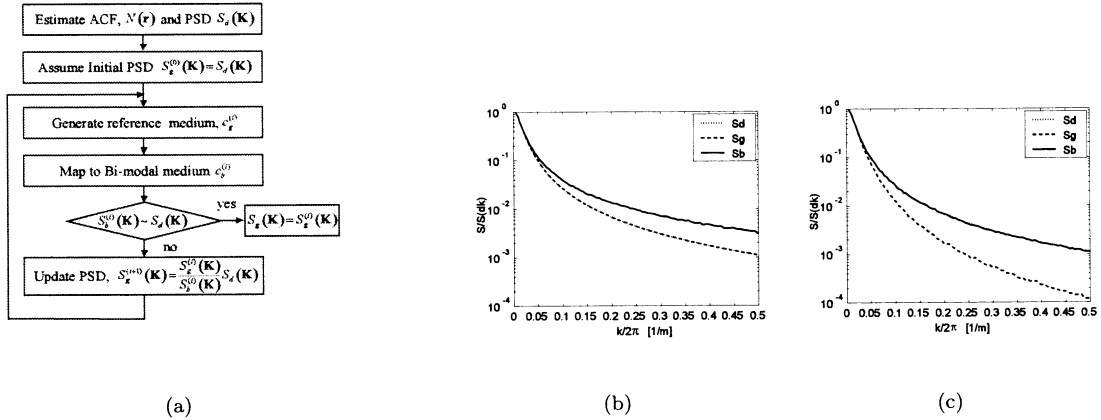 Estimate ACF, N(r) and PSD S_d(K)
Assume Initial PSD S_g^(0)(K)=S_d(K)
Generate reference medium, c_g^(i)
Map to Bi-modal medium c_b^(i)
S_b^(i)(K)~S_d(K)
yes
S_g(K)=S_g^(i)(K)
no
Update PSD, S_g^(i+1)(K)=S_g^(i)(K)/S_b^(i)(K) S_d(K)
(a)
S/S(dk)
10^0
10^-1
10^-2
10^-3
10^-4
Sd
Sg
Sb
0 0.05 0.1 0.15 0.2 0.25 0.3 0.35 0.4 0.45 0.5
k/2π [1/m]
(b)
S/S(dk)
10^0
10^-1
10^-2
10^-3
10^-4
Sd
Sg
Sb
0 0.05 0.1 0.15 0.2 0.25 0.3 0.35 0.4 0.45 0.5
k/2π [1/m]
(c)